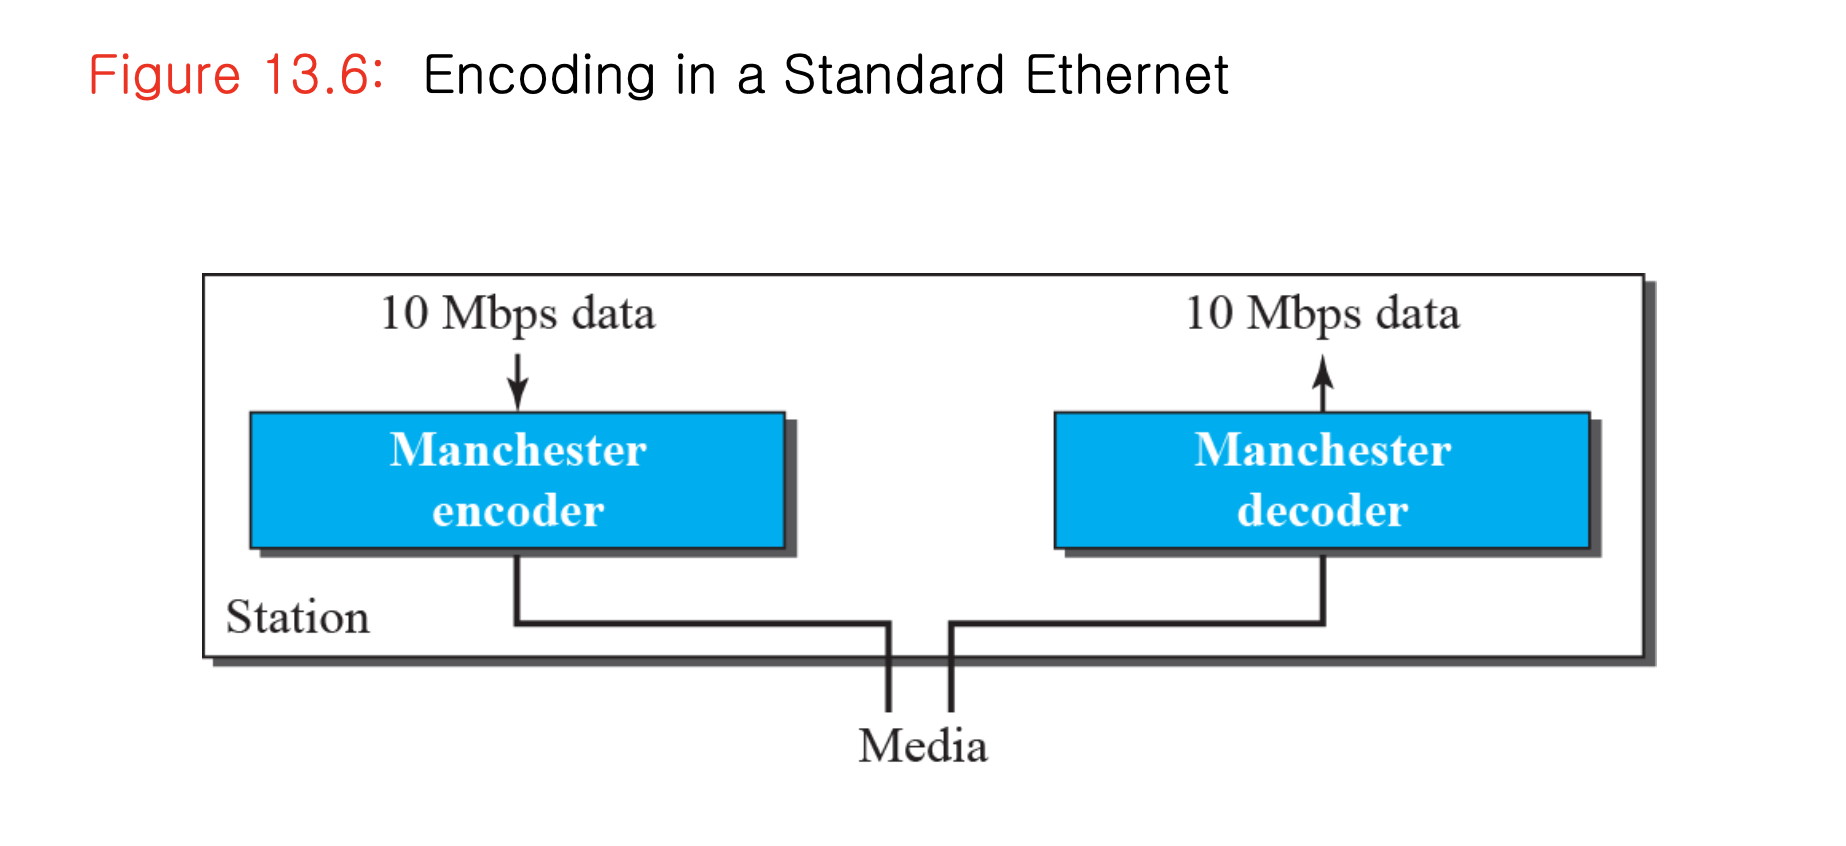 Figure 13.6: Encoding in a Standard Ethernet
10 Mbps data
10 Mbps data
Manchester
encoder
Manchester
decoder
Station
Media